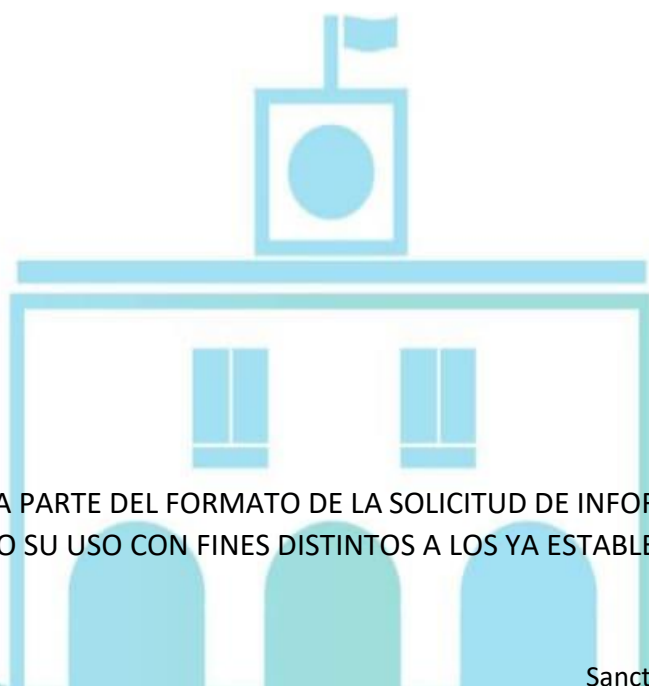 A PARTE DEL FORMATO DE LA SOLICITUD DE INFOR
O SU USO CON FINES DISTINTOS A LOS YA ESTABLE
Sanct